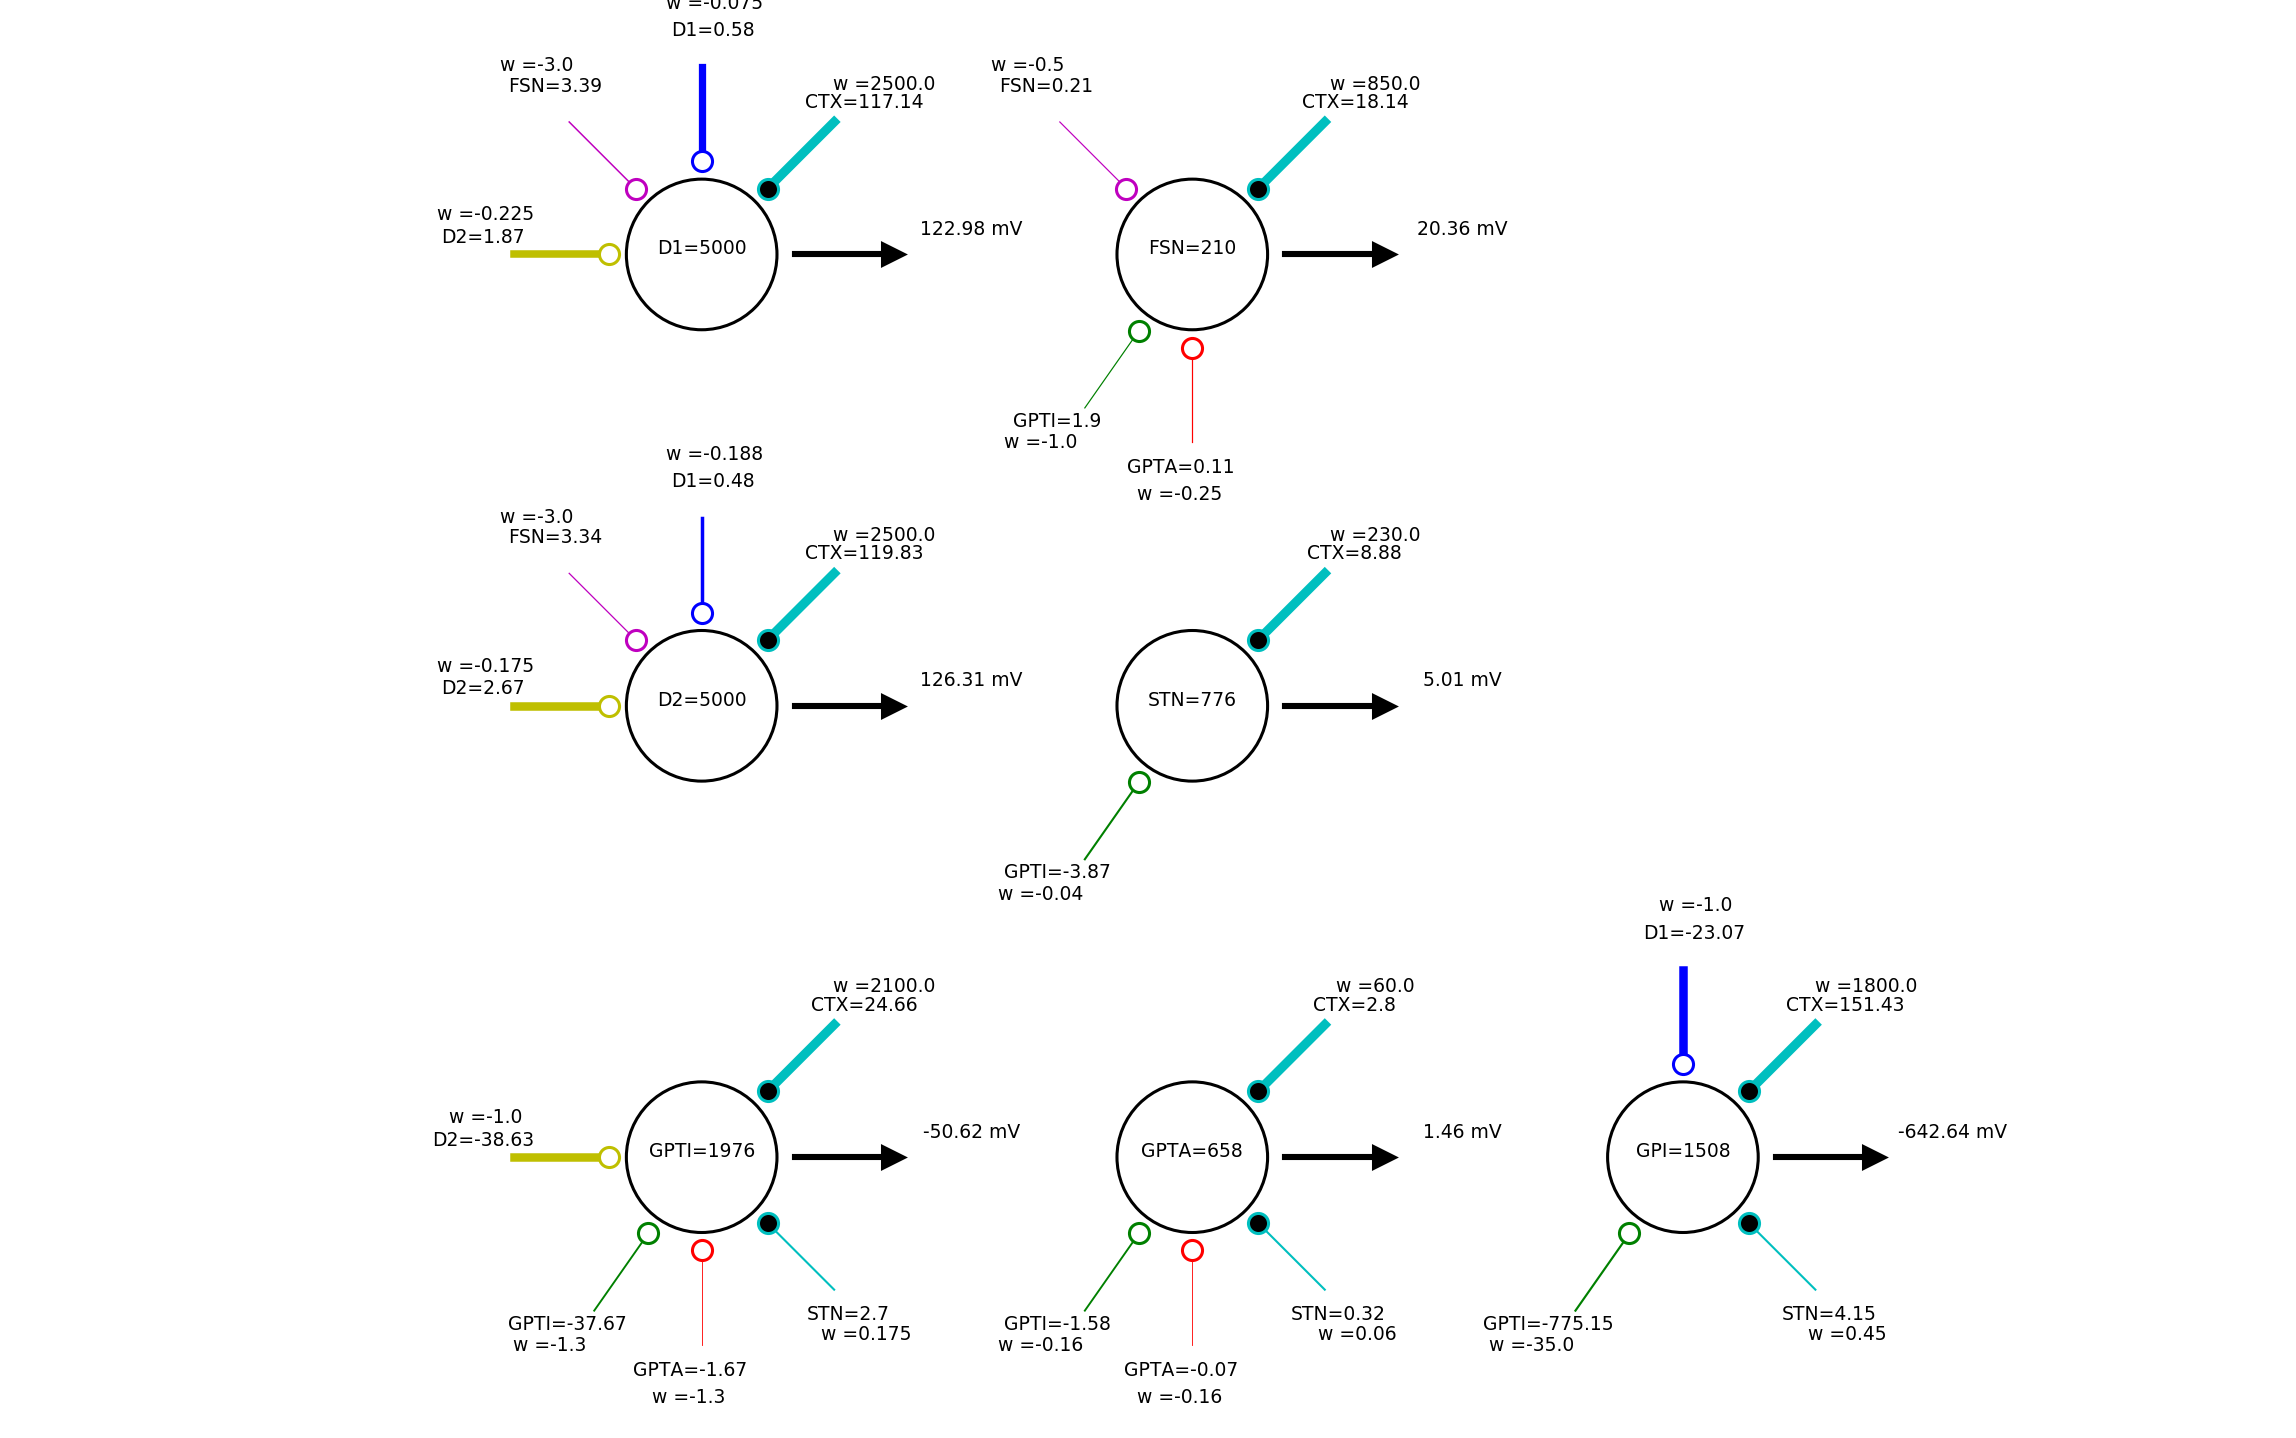 w =-0.075
D1=0.58
w =-3.0
FSN=3.39
w =2500.0
CTX=117.14
w =-0.225
D2=1.87
D1=5000
122.98 mV
w =-0.5
FSN=0.21
w =850.0
CTX=18.14
FSN=210
20.36 mV
GPTI=1.9
w =-1.0
GPTA=0.11
w =-0.25
w =-0.188
D1=0.48
w =-3.0
FSN=3.34
w =2500.0
CTX=119.83
w =-0.175
D2=2.67
D2=5000
126.31 mV
w =230.0
CTX=8.88
STN=776
5.01 mV
GPTI=-3.87
w =-0.04
w =2100.0
CTX=24.66
w =-1.0
D2=-38.63
GPTI=1976
-50.62 mV
GPTI=-37.67
w =-1.3
GPTA=-1.67
w =-1.3
STN=2.7
w =0.175
w =60.0
CTX=2.8
GPTA=658
1.46 mV
GPTI=-1.58
w =-0.16
GPTA=-0.07
w =-0.16
STN=0.32
w =0.06
w =-1.0
D1=-23.07
w =1800.0
CTX=151.43
GPI=1508
-642.64 mV
GPTI=-775.15
w =-35.0
STN=4.15
w =0.45